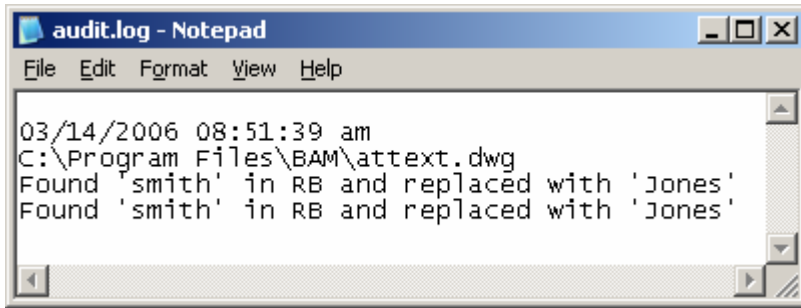 audit.log - Notepad
File Edit Format View Help
03/14/2006 08:51:39 am
C:\Program Files\BAM\attext.dwg
Found 'smith' in RB and replaced with 'Jones'
Found 'smith' in RB and replaced with 'Jones'